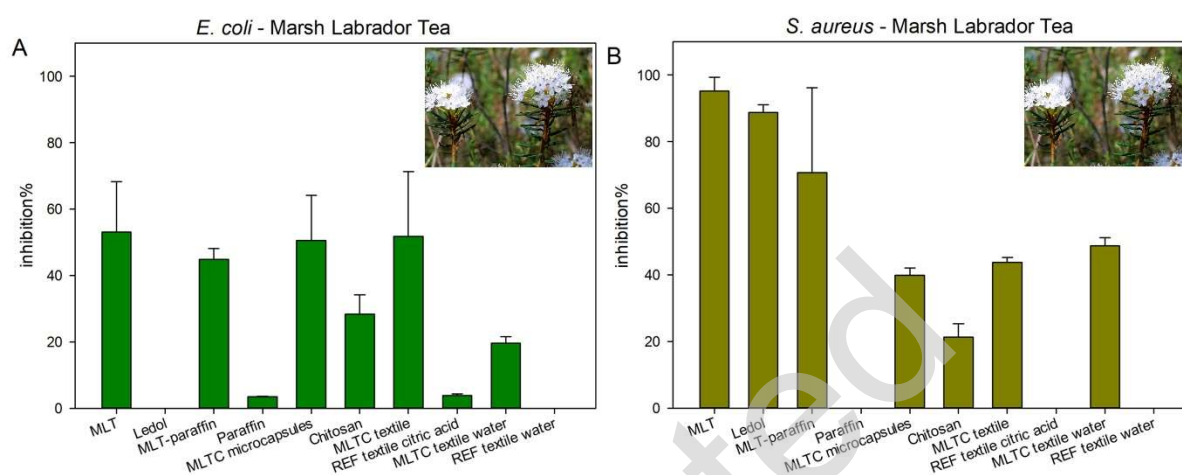 A
E. coli - Marsh Labrador Tea
100
80
60
40
20
0
inhibition%
MLT
Ledol
MLT-paraffin
Paraffin
MLTC microcapsules
Chitosan
MLTC textile
REF textile citric acid
MLTC textile water
REF textile water
B
S. aureus - Marsh Labrador Tea
100
80
60
40
20
0
inhibition%
MLT
Ledol
MLT-paraffin
Paraffin
MLTC microcapsules
Chitosan
MLTC textile
REF textile citric acid
MLTC textile water
REF textile water
ted